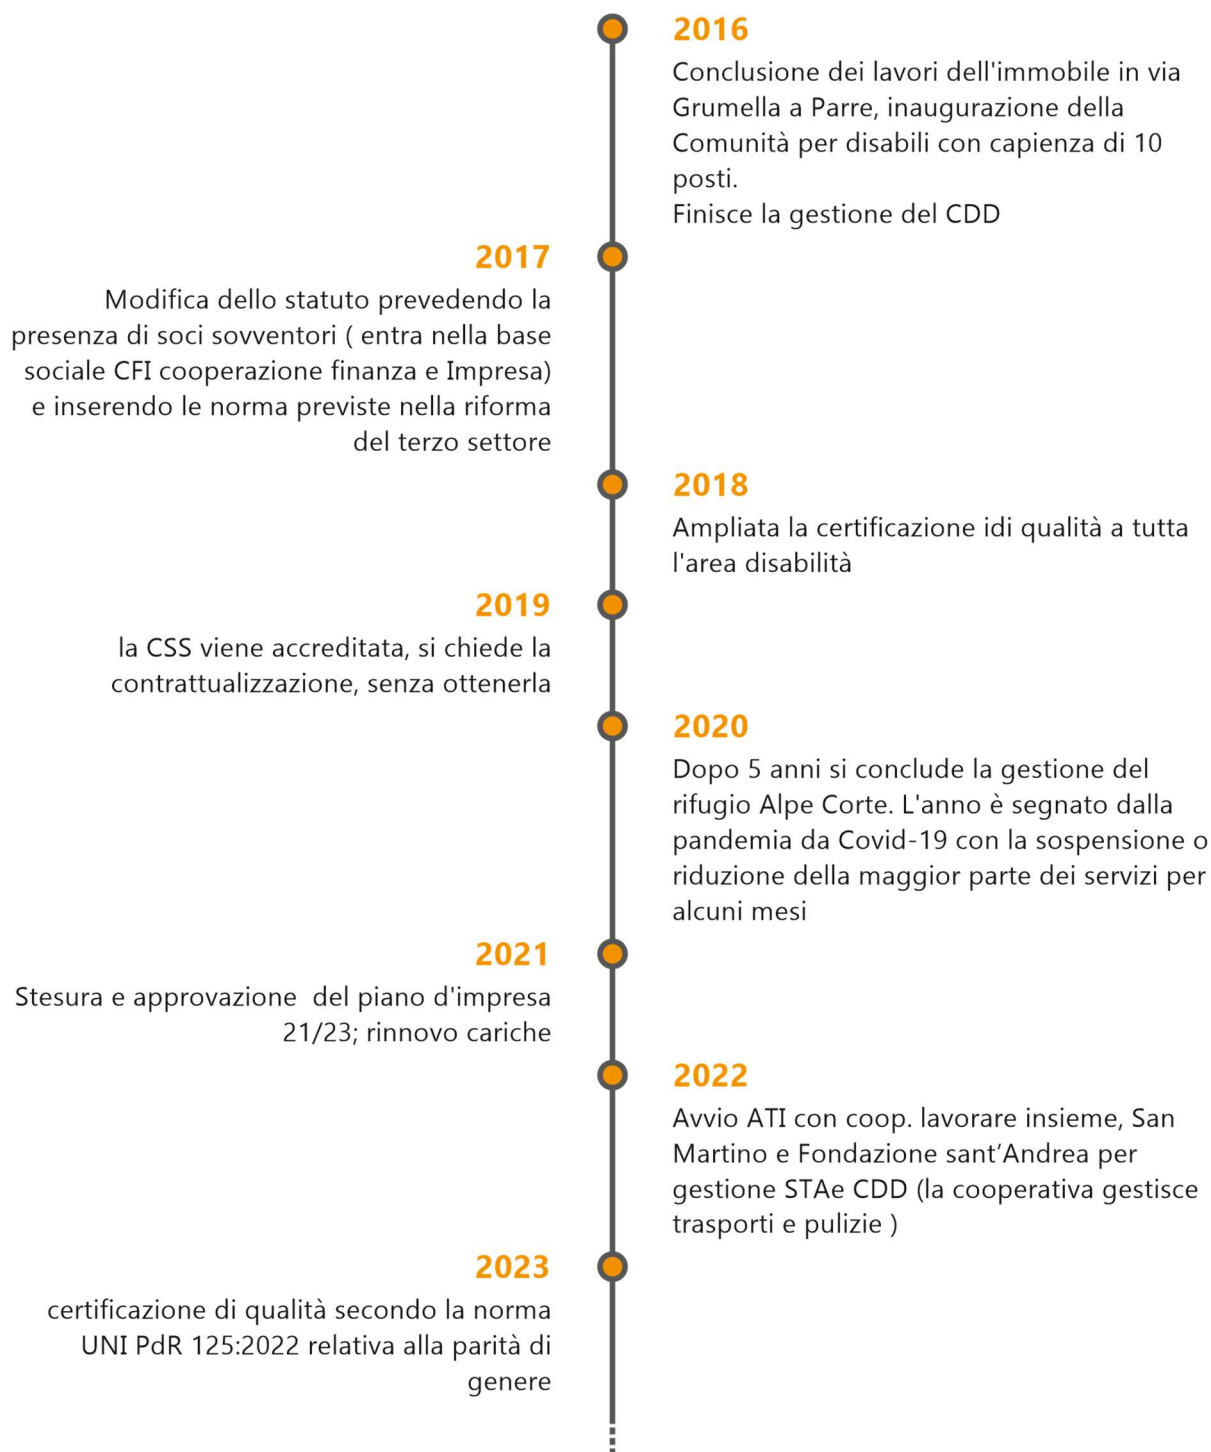 2016
Conclusione dei lavori dell'immobile in via
Grumella a Parre, inaugurazione della
Comunità per disabili con capienza di 10
posti.
Finisce la gestione del CDD
2017
Modifica dello statuto prevedendo la
presenza di soci sovventori ( entra nella base
sociale CFI cooperazione finanza e Impresa)
e inserendo le norma previste nella riforma
del terzo settore
2018
Ampliata la certificazione idi qualità a tutta
l'area disabilità
2019
la CSS viene accreditata, si chiede la
contrattualizzazione, senza ottenerla
2020
Dopo 5 anni si conclude la gestione del
rifugio Alpe Corte. L'anno è segnato dalla
pandemia da Covid-19 con la sospensione o
riduzione della maggior parte dei servizi per
alcuni mesi
2021
Stesura e approvazione  del piano d'impresa
21/23; rinnovo cariche
2022
Avvio ATI con coop. lavorare insieme, San
Martino e Fondazione sant’Andrea per
gestione STAe CDD (la cooperativa gestisce
trasporti e pulizie )
2023
certificazione di qualità secondo la norma
UNI PdR 125:2022 relativa alla parità di
genere